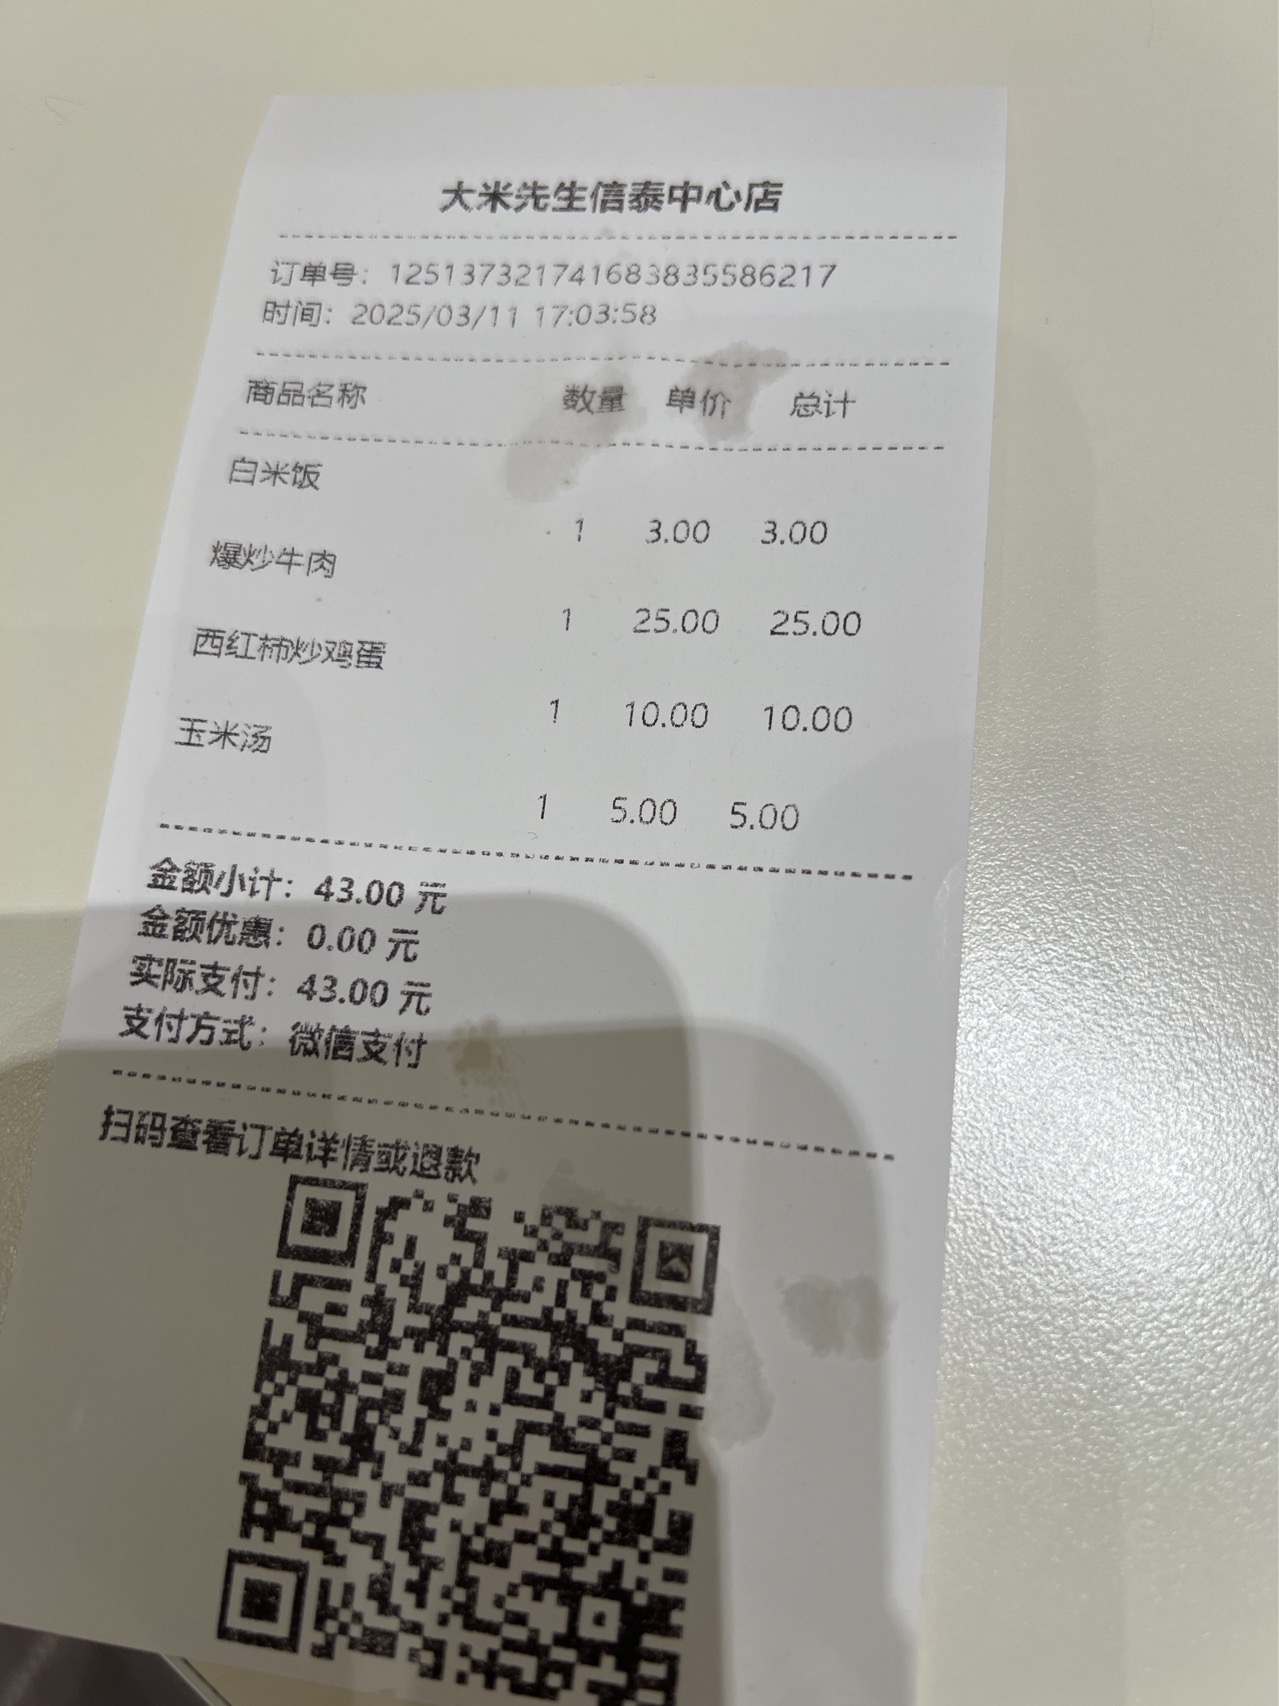 大米先生信泰中心店
订单号：1251373217416838355​86217
时间：2025/03/11 17:03:58
商品名称 数量 单价 总计
白米饭
1 3.00 3.00
爆炒牛肉
1 25.00 25.00
西红柿炒鸡蛋
1 10.00 10.00
玉米汤
1 5.00 5.00
金额小计：43.00 元
金额优惠：0.00 元
实际支付：43.00 元
支付方式：微信支付
扫码查看订单详情或退款